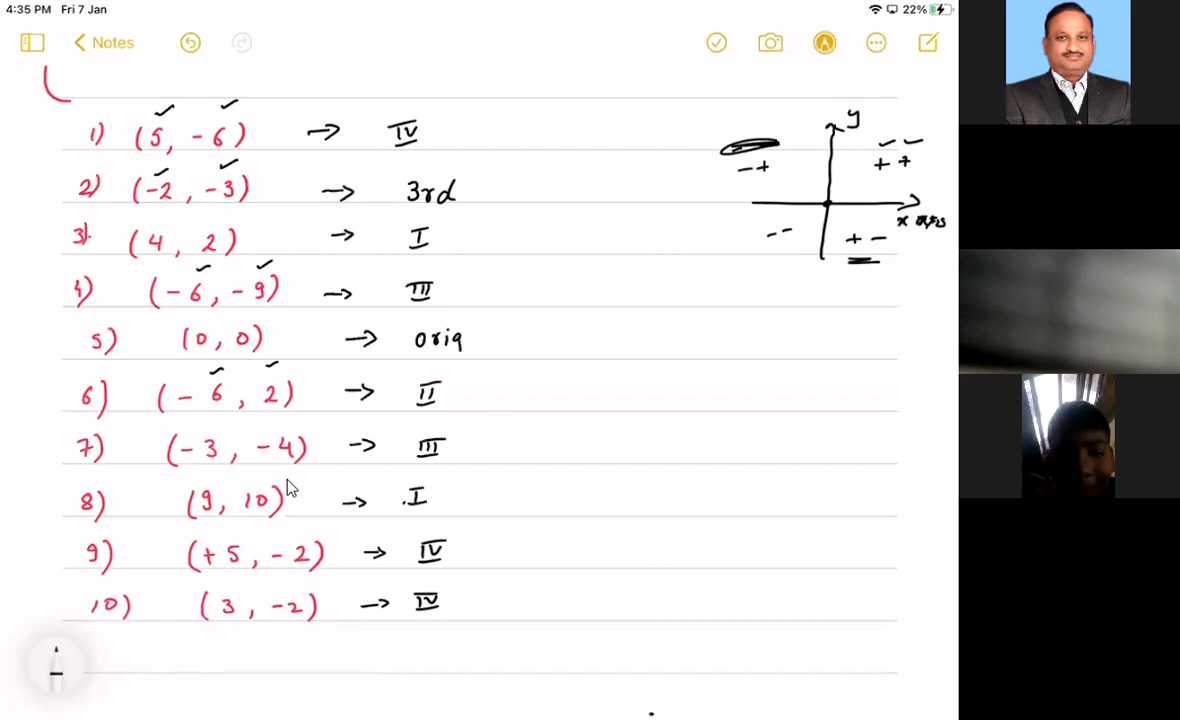 4:35 PM Fri 7 Jan
22%
Notes
1) (5, -6) → IV
2) (-2, -3) → 3rd
3) (4, 2) → I
4) (-6, -9) → III
5) (0, 0) → orig
6) (-6, 2) → II
7) (-3, -4) → III
8) (9, 10) → I
9) (+5, -2) → IV
10) (3, -2) → IV
y
- + + +
x axis
- - + -